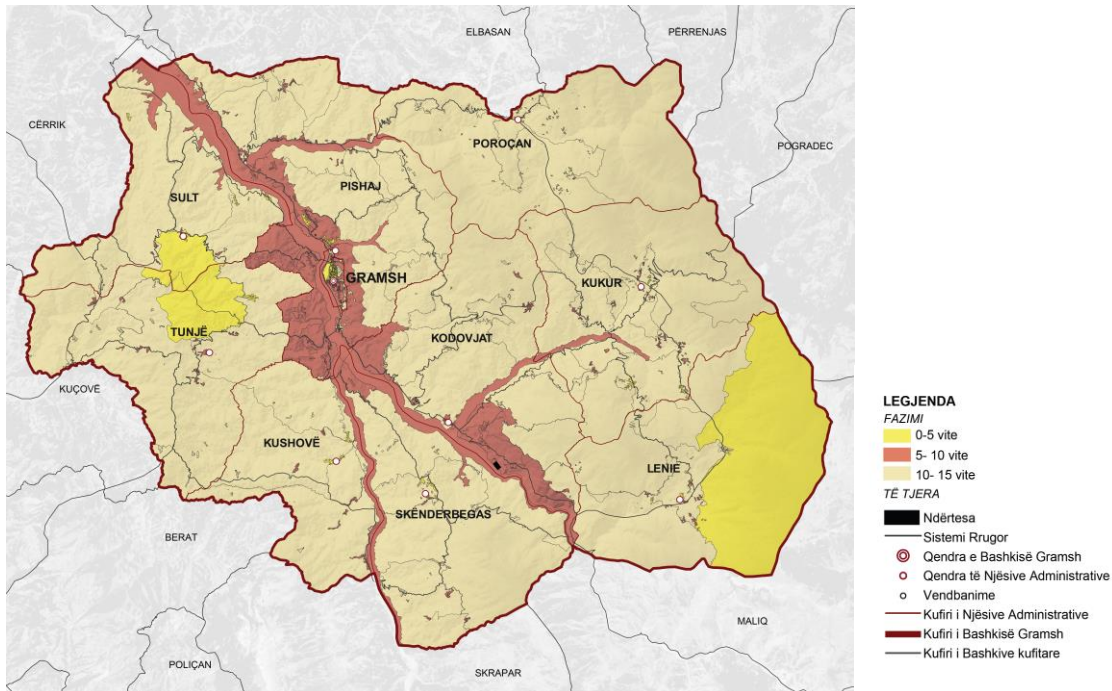 ELBASAN
PËRRENJAS
CËRRIK
POROÇAN
POGRADEC
PISHAJ
SULT
GRAMSH
KUKUR
TUNJË
KODOVJAT
KUÇOVË
KUSHOVË
LENIE
SKËNDERBEGAS
BERAT
MALIQ
POLIÇAN
SKRAPAR
LEGJENDA
FAZIMI
0-5 vite
5- 10 vite
10- 15 vite
TË TJERA
Ndërtesa
Sistemi Rrugor
Qendra e Bashkisë Gramsh
Qendra të Njësive Administrative
Vendbanime
Kufiri i Njësive Administrative
Kufiri i Bashkisë Gramsh
Kufiri i Bashkive kufitare